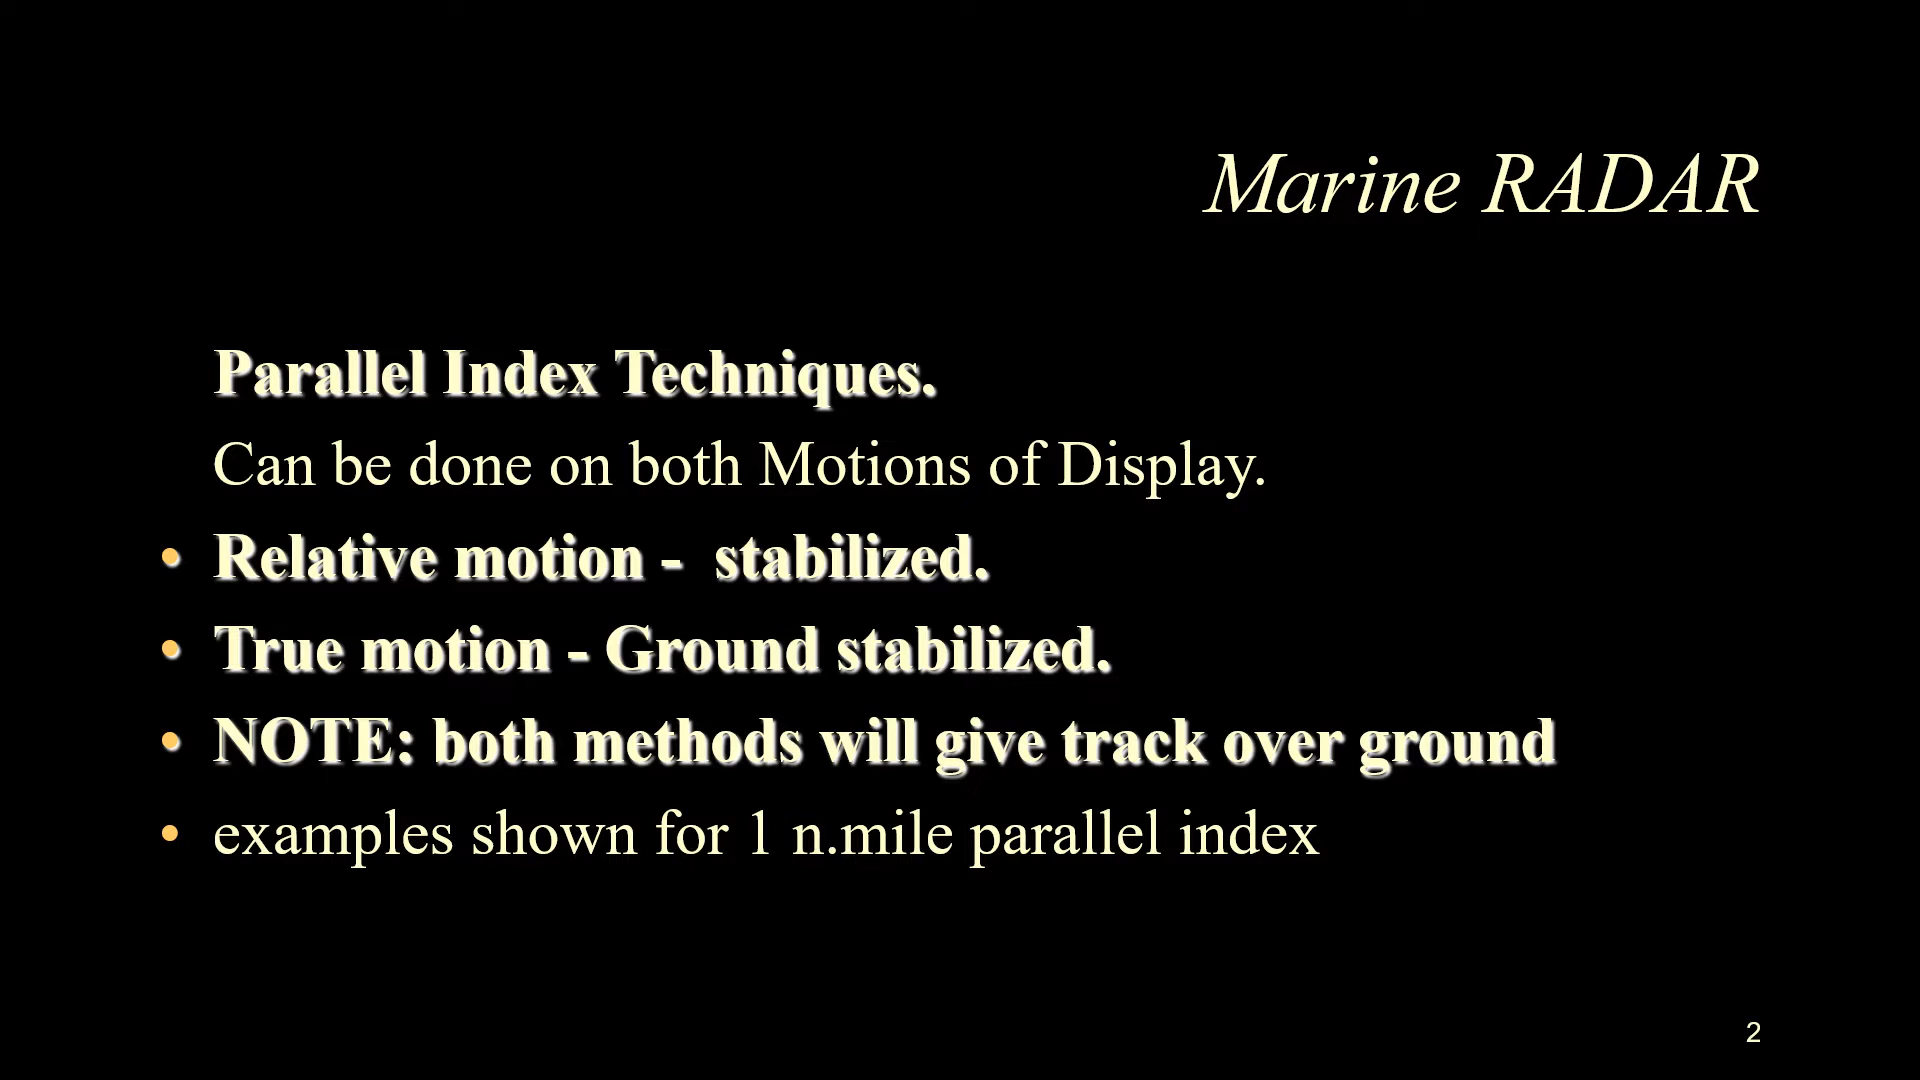 Marine RADAR
Parallel Index Techniques.
Can be done on both Motions of Display.
• Relative motion -  stabilized.
• True motion - Ground stabilized.
• NOTE: both methods will give track over ground
• examples shown for 1 n.mile parallel index
2